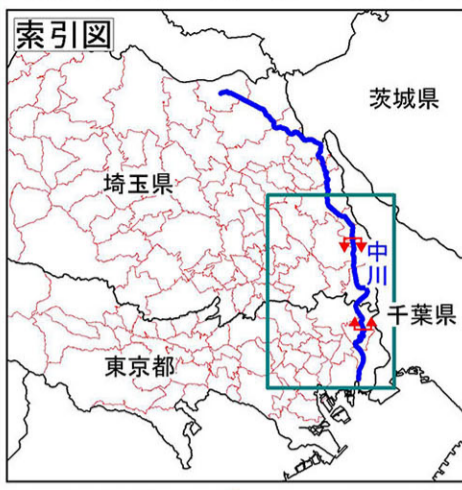 索引図
茨城県
埼玉県
中川
千葉県
東京都